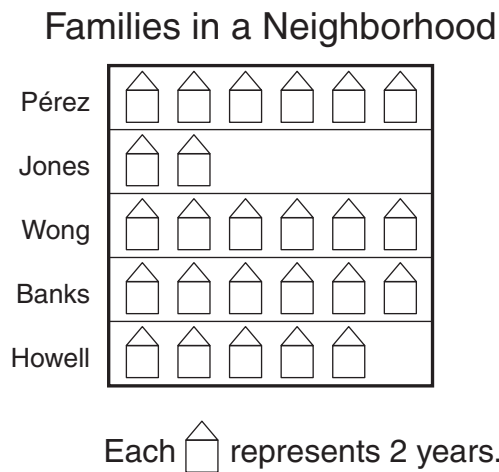 Families in a Neighborhood
Pérez
Jones
Wong
Banks
Howell
Each represents 2 years.